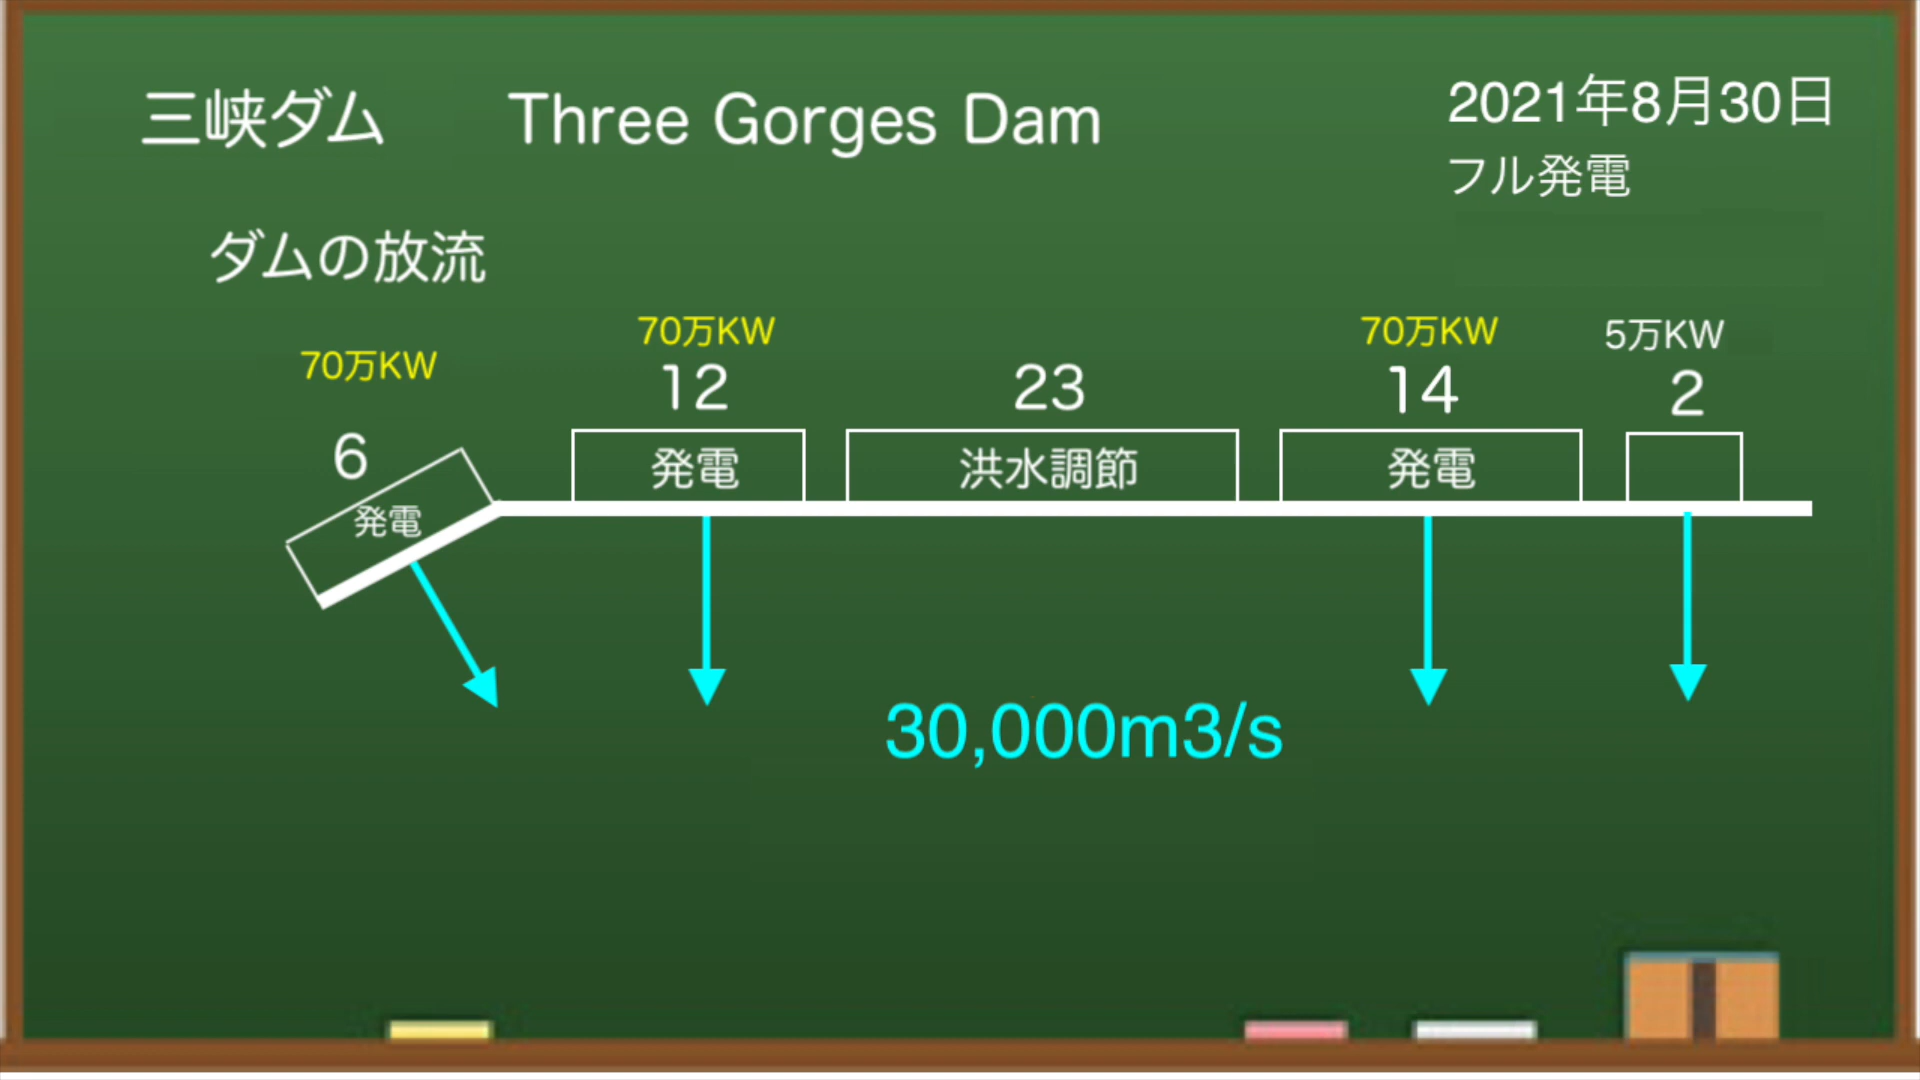 三峡ダム Three Gorges Dam
2021年8月30日
フル発電
ダムの放流
70万KW
70万KW
70万KW
5万KW
6
12
23
14
2
発電
発電
洪水調節
発電
30,000m3/s